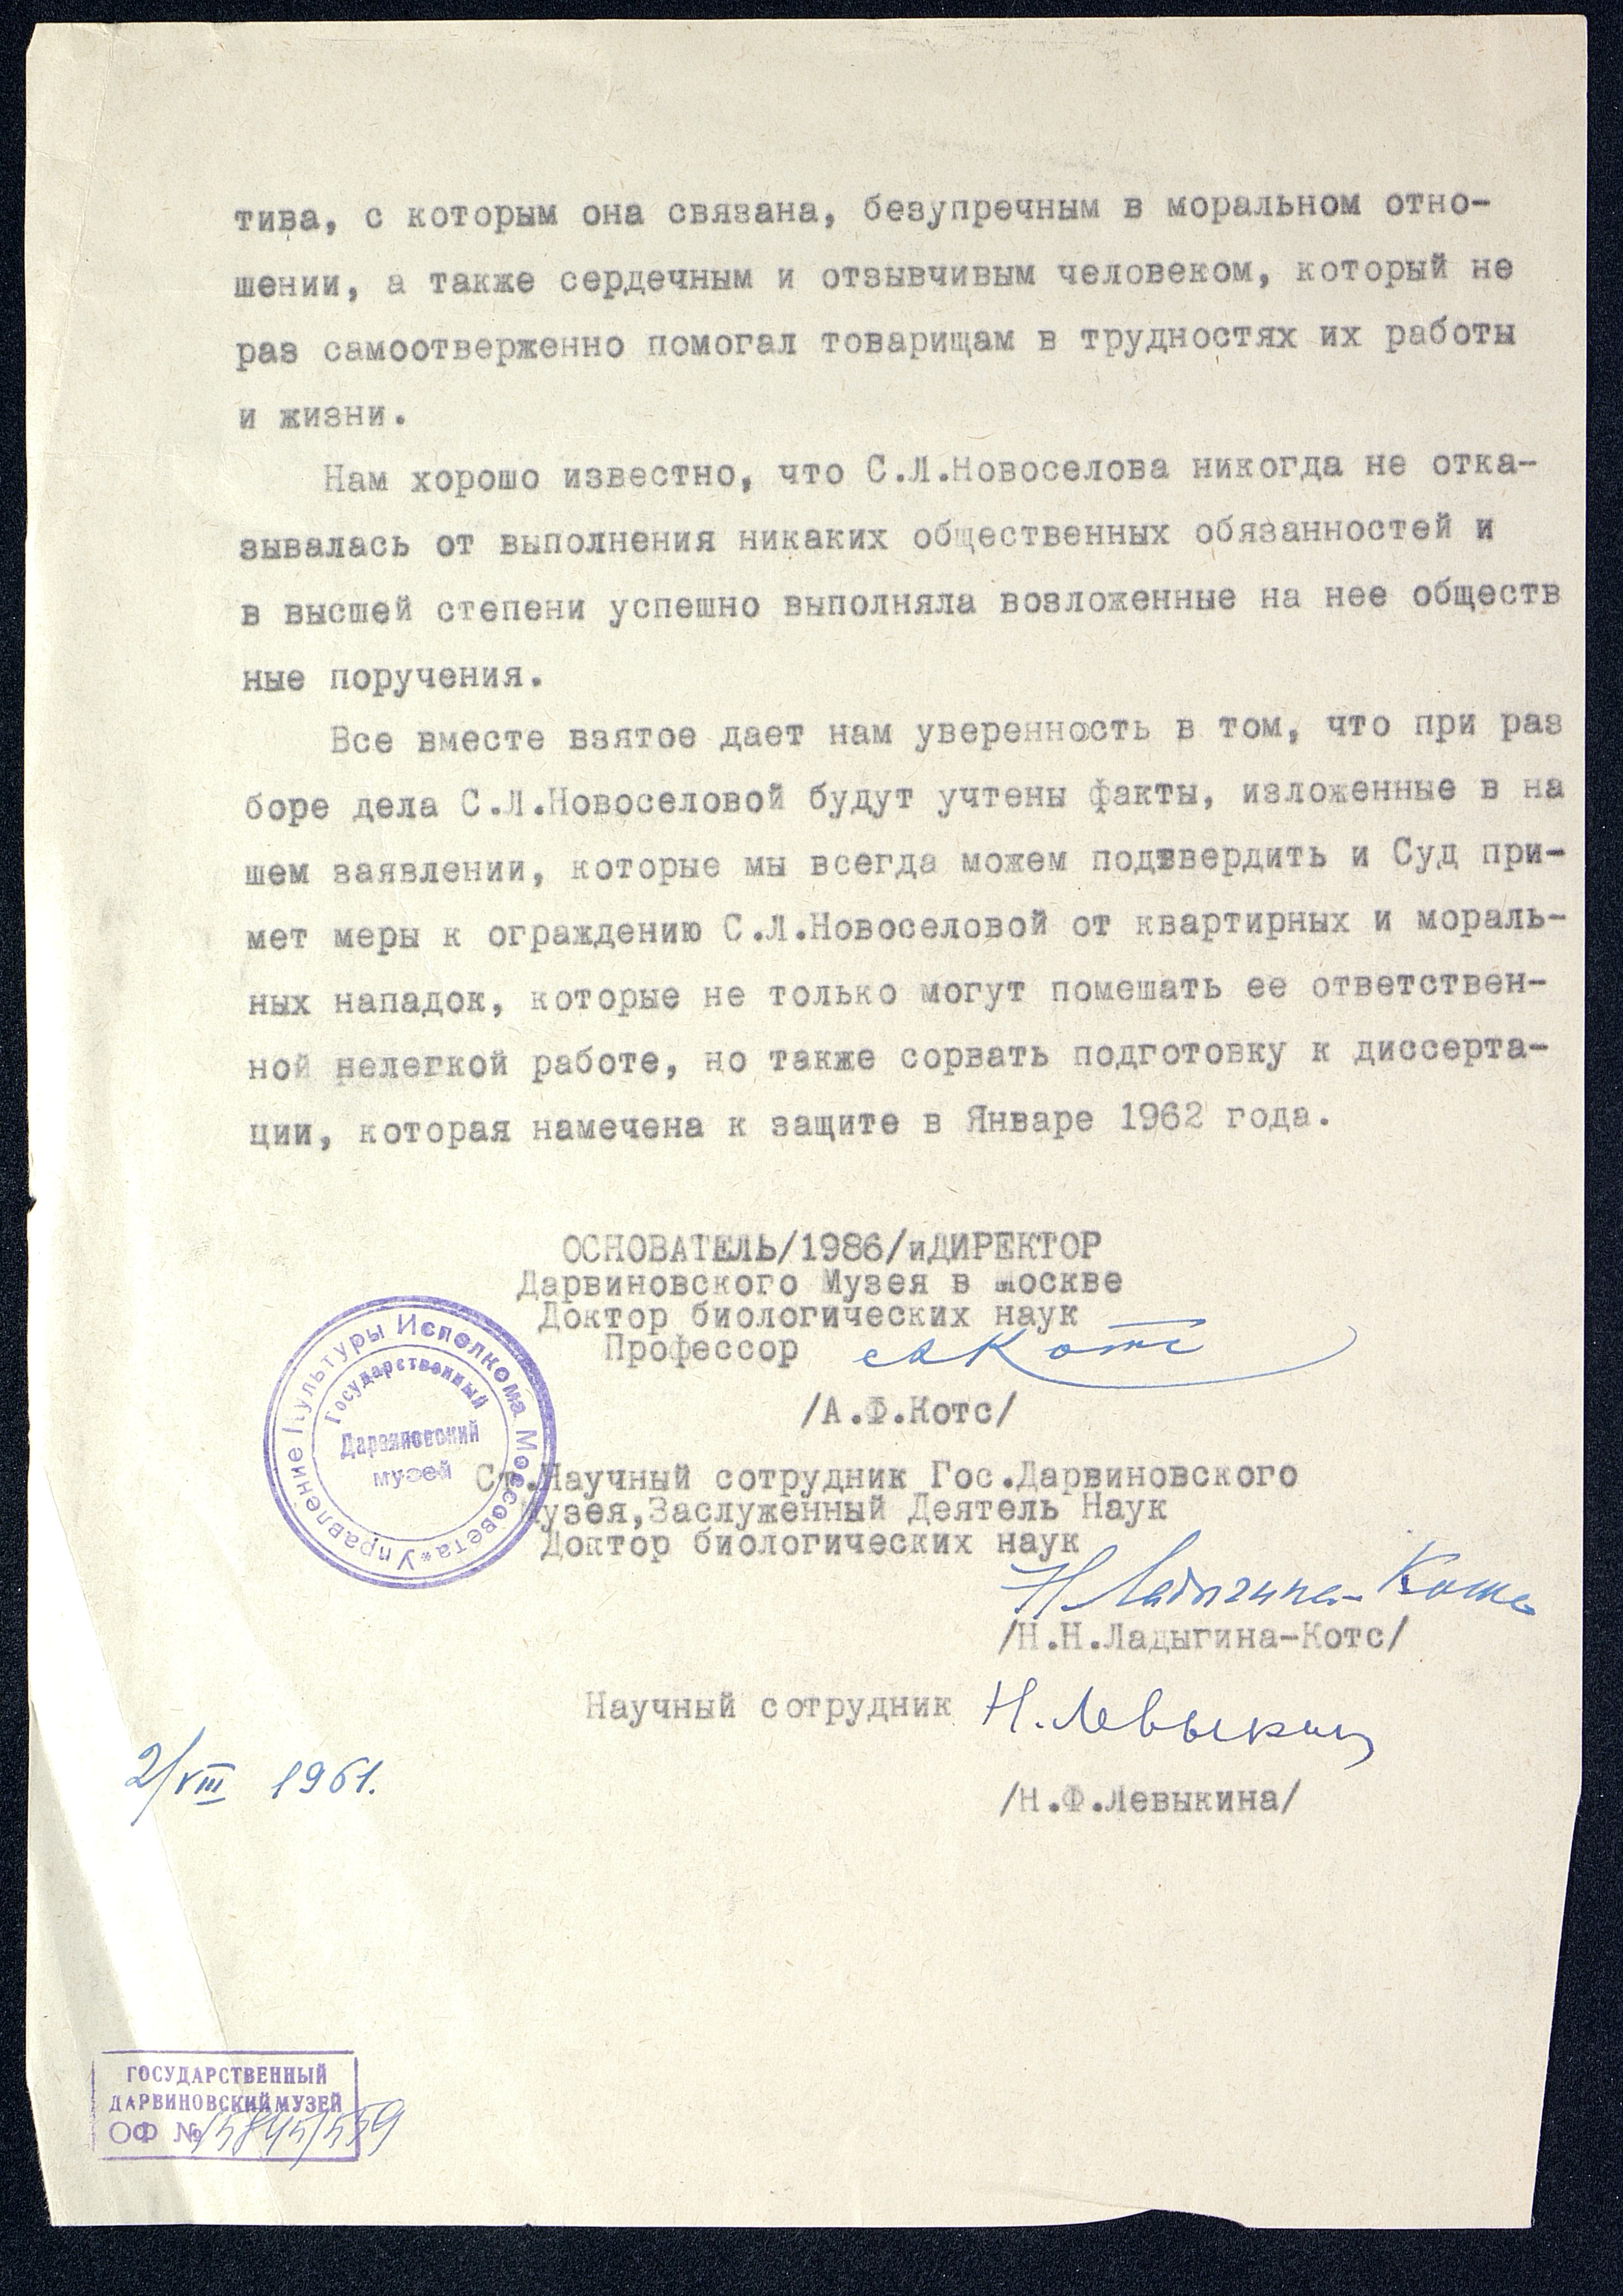 тива, с которым она связана, безупречным в моральном отно-
шении, а также сердечным и отзывчивым человеком, который не
раз самоотверженно помогал товарищам в трудностях их работы
и жизни.
Нам хорошо известно, что С.Л.Новоселова никогда не отка-
зывалась от выполнения никаких общественных обязанностей и
в высшей степени успешно выполняла возложенные на нее обществ
ные поручения.
Все вместе взятое дает нам уверенность в том, что при раз
боре дела С.Л.Новоселовой будут учтены факты, изложенные в на
шем заявлении, которые мы всегда можем подтвердить и Суд при-
мет меры к ограждению С.Л.Новоселовой от квартирных и мораль-
ных нападок, которые не только могут помешать ее ответствен-
ной нелегкой работе, но также сорвать подготовку к диссерта-
ции, которая намечена к защите в Январе 1962 года.
ОСНОВАТЕЛЬ/1986/иДИРЕКТОР
Дарвиновского Музея в Москве
Доктор биологических наук
Профессор АКотс
/А.Ф.Котс/
Управление Культуры Исполкома Моссовета
Государственный
Дарвиновский
музей
Ст.Научный сотрудник Гос.Дарвиновского
Музея,Заслуженный Деятель Наук
Доктор биологических наук
Н.Ладыгина-Котс
/Н.Н.Ладыгина-Котс/
Научный сотрудник Н.Левыкина
/Н.Ф.Левыкина/
2/VIII 1961.
ГОСУДАРСТВЕННЫЙ
ДАРВИНОВСКИЙ МУЗЕЙ
ОФ № 15845/559